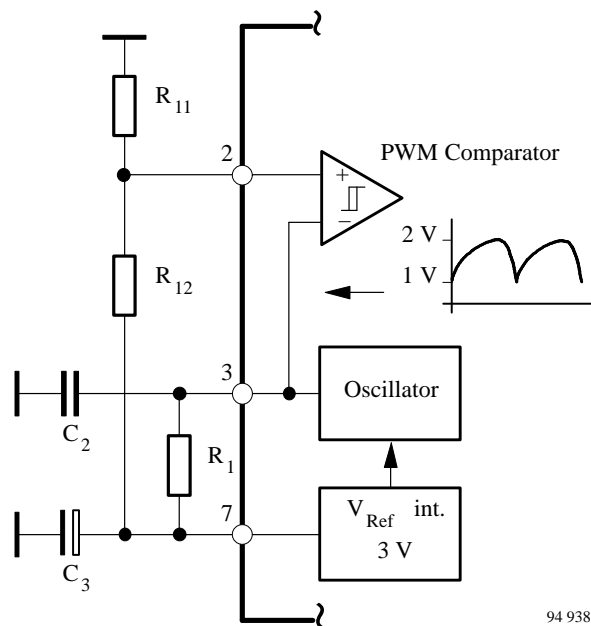 R11
2
PWM Comparator
+
−
2 V
1 V
R12
3
Oscillator
C2
R1
7
VRef int.
3 V
C3
94 938